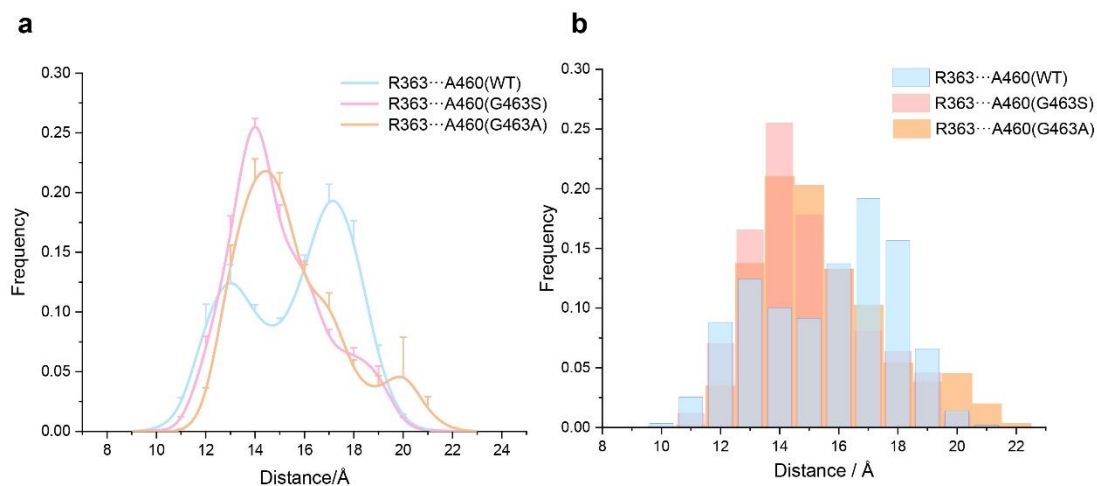 a
b
0.30
0.25
0.20
0.15
0.10
0.05
0.00
Frequency
R363···A460(WT)
R363···A460(G463S)
R363···A460(G463A)
8 10 12 14 16 18 20 22 24
Distance/Å
0.30
0.25
0.20
0.15
0.10
0.05
0.00
Frequency
R363···A460(WT)
R363···A460(G463S)
R363···A460(G463A)
8 10 12 14 16 18 20 22
Distance / Å